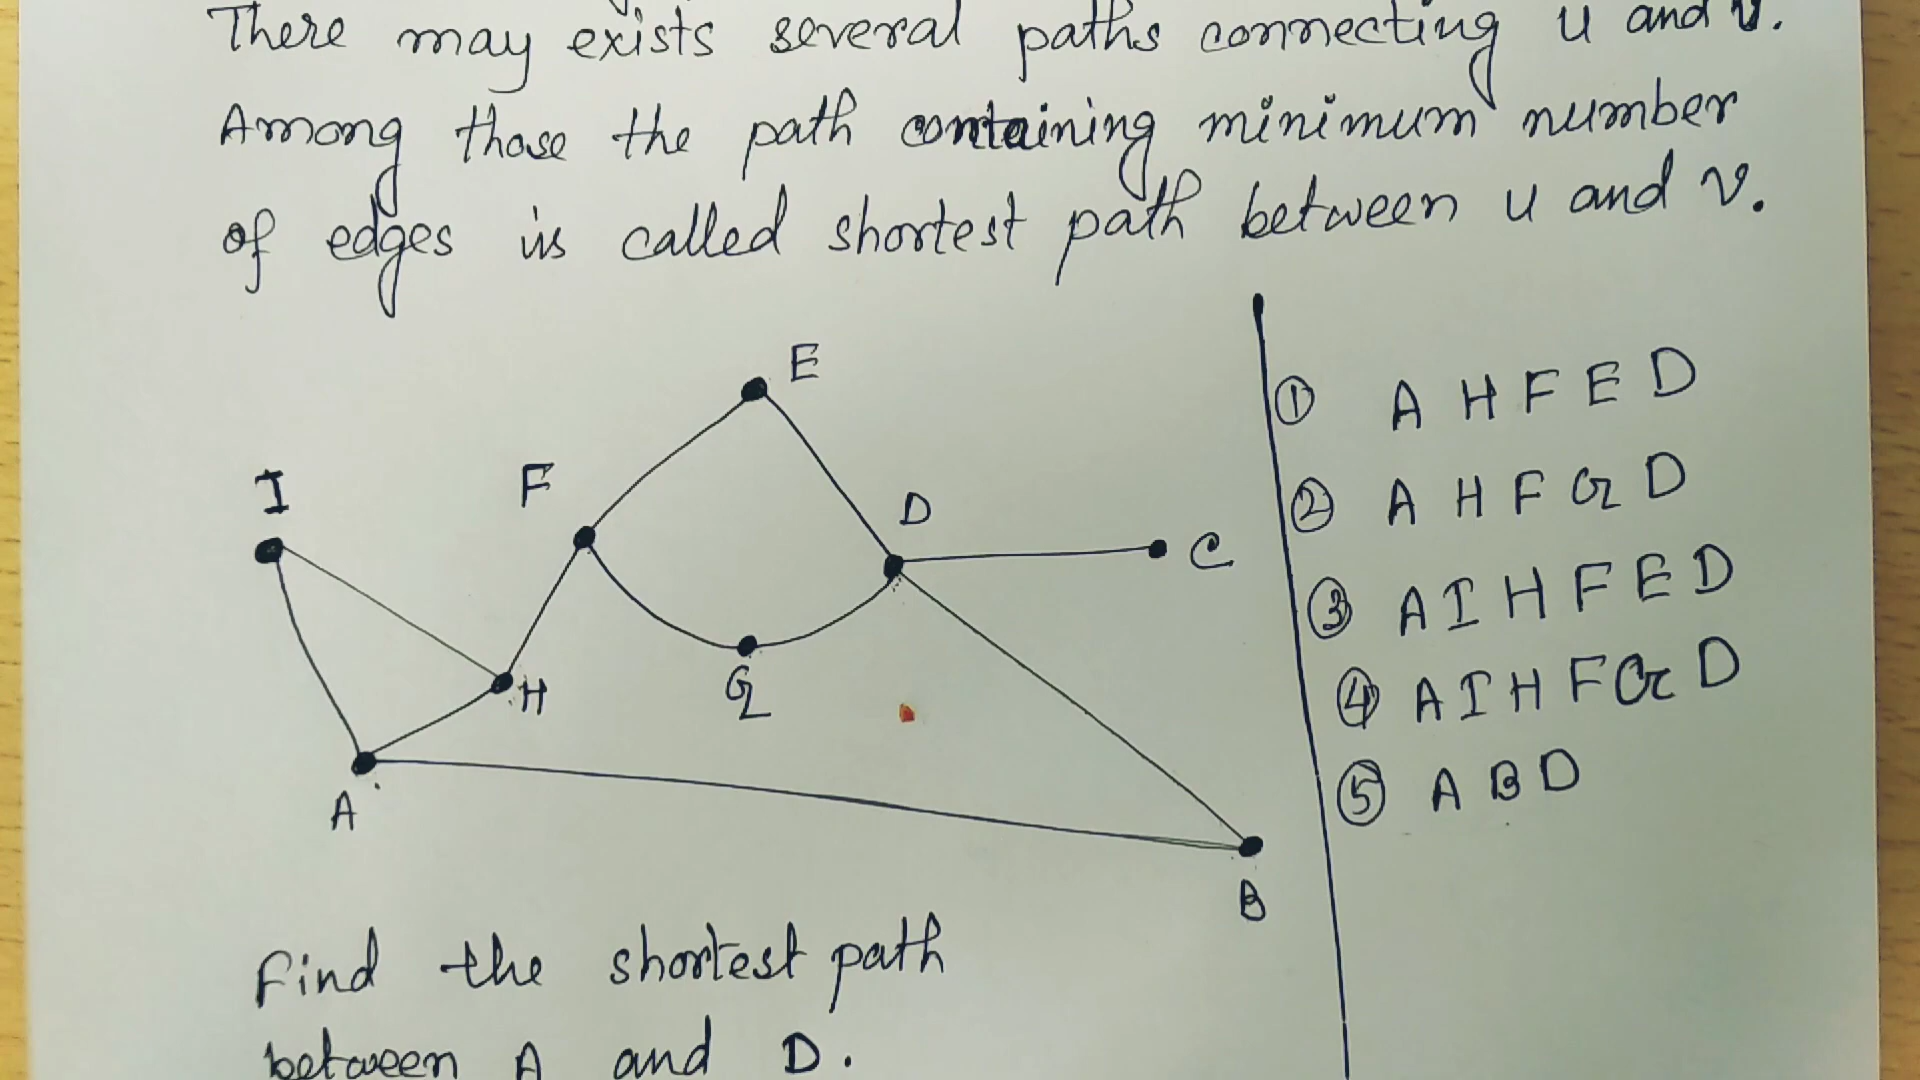 There may exists several paths connecting u and v.
Among those the path containing minimum number
of edges is called shortest path between u and v.
E
I
F
D
C
H
G
A
B
① A H F E D
② A H F G D
③ A I H F E D
④ A I H F G D
⑤ A B D
Find the shortest path
between A and D.